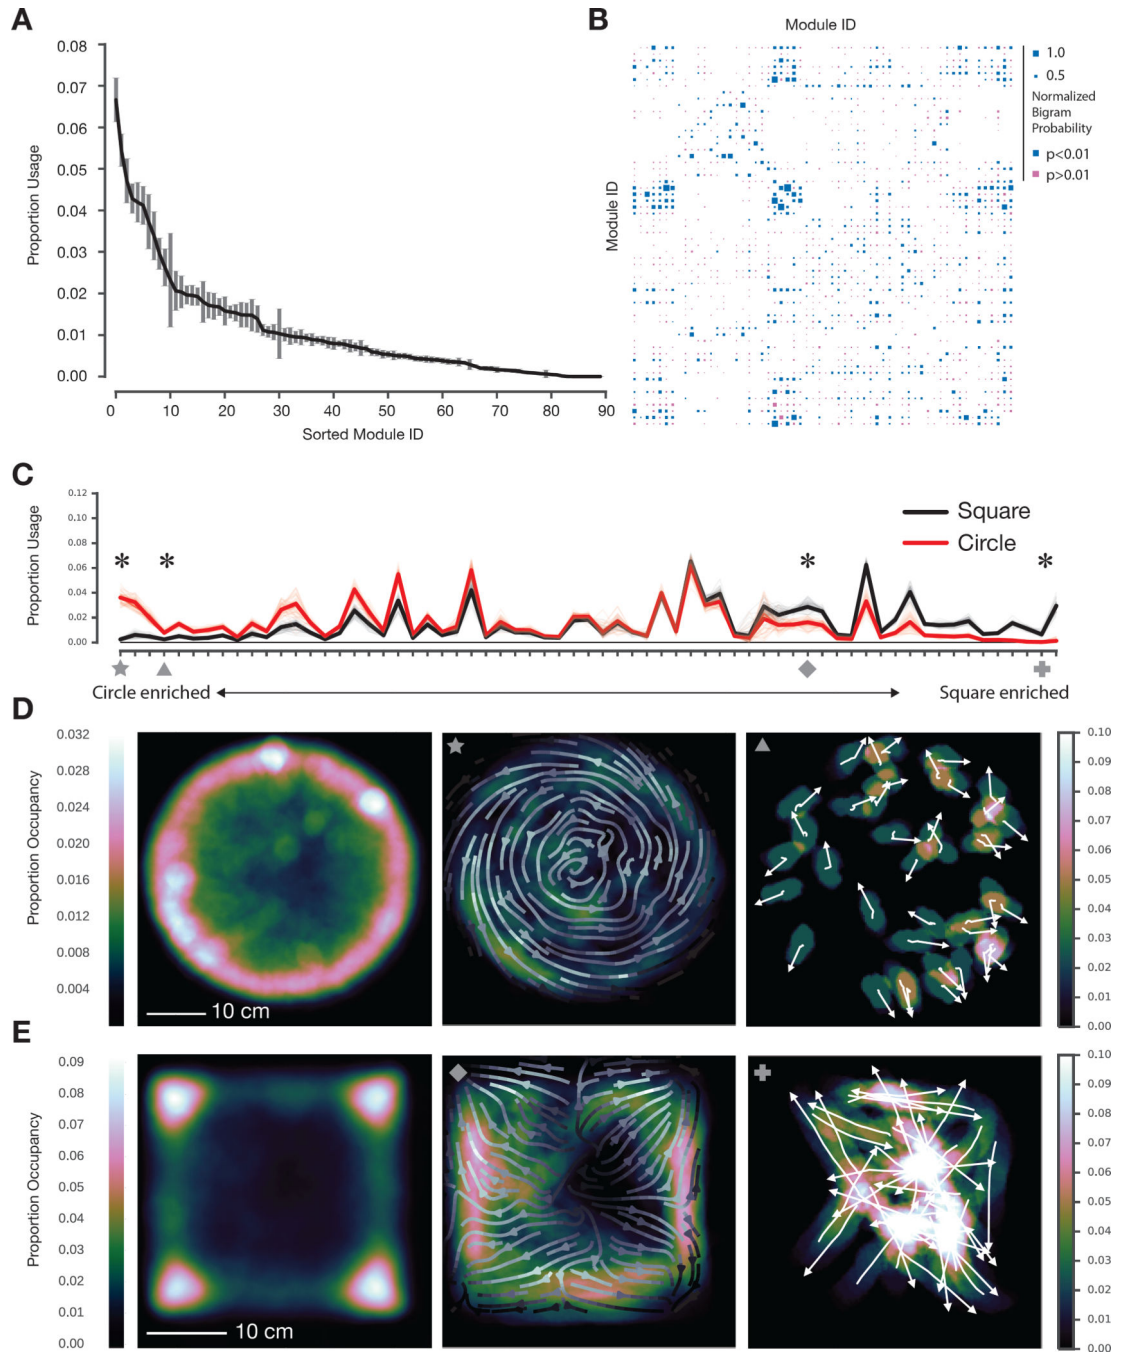 A
Proportion Usage
0.08
0.07
0.06
0.05
0.04
0.03
0.02
0.01
0.00
0 10 20 30 40 50 60 70 80 90
Sorted Module ID
B
Module ID
Module ID
1.0
0.5
Normalized
Bigram
Probability
p<0.01
p>0.01
C
Proportion Usage
0.12
0.10
0.08
0.06
0.04
0.02
0.00
* * * *
Square
Circle
Circle enriched
Square enriched
D
Proportion Occupancy
0.032
0.028
0.024
0.020
0.016
0.012
0.008
0.004
10 cm
0.10
0.09
0.08
0.07
0.06
0.05
0.04
0.03
0.02
0.01
0.00
E
Proportion Occupancy
0.09
0.08
0.07
0.06
0.05
0.04
0.03
0.02
0.01
0.00
10 cm
0.10
0.09
0.08
0.07
0.06
0.05
0.04
0.03
0.02
0.01
0.00